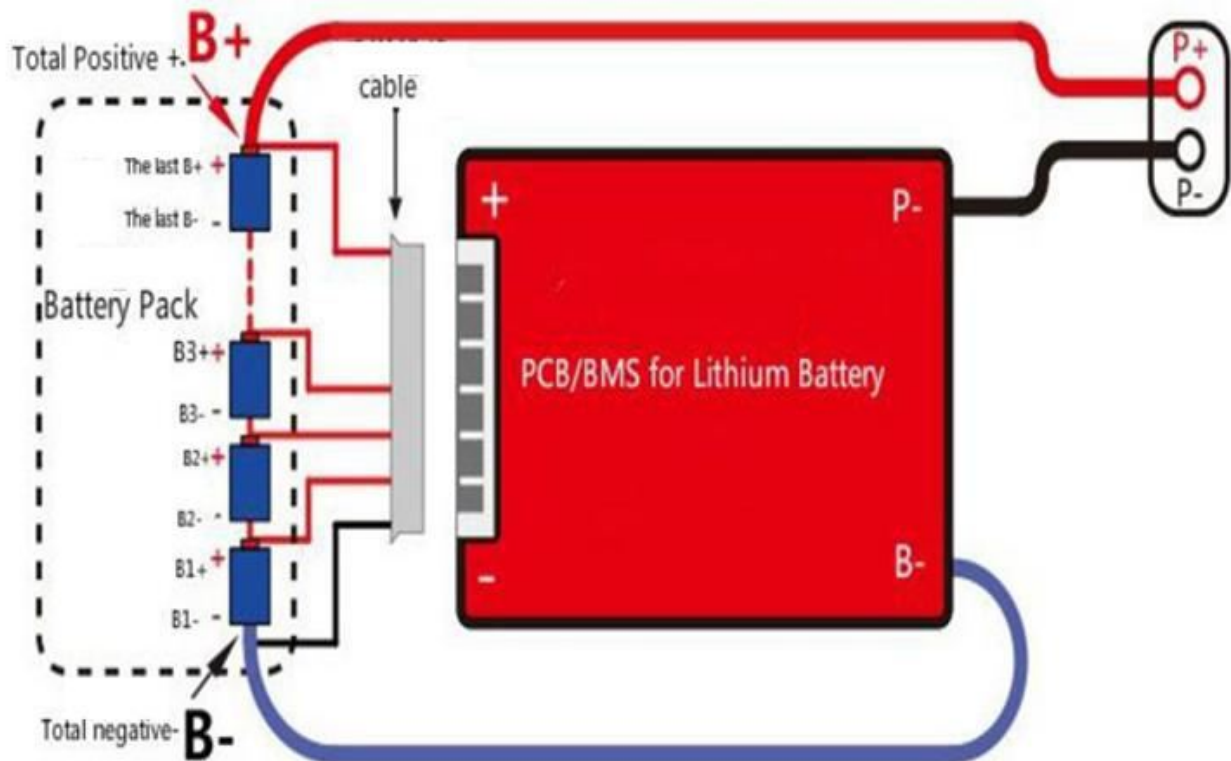 B+
Total Positive +.
cable
P+
The last B+ +
The last B- -
+
P-
P-
Battery Pack
B3+ +
PCB/BMS for Lithium Battery
B3- -
B2+ +
B2- -
B1+ +
B-
-
B1- -
Total negative- B-